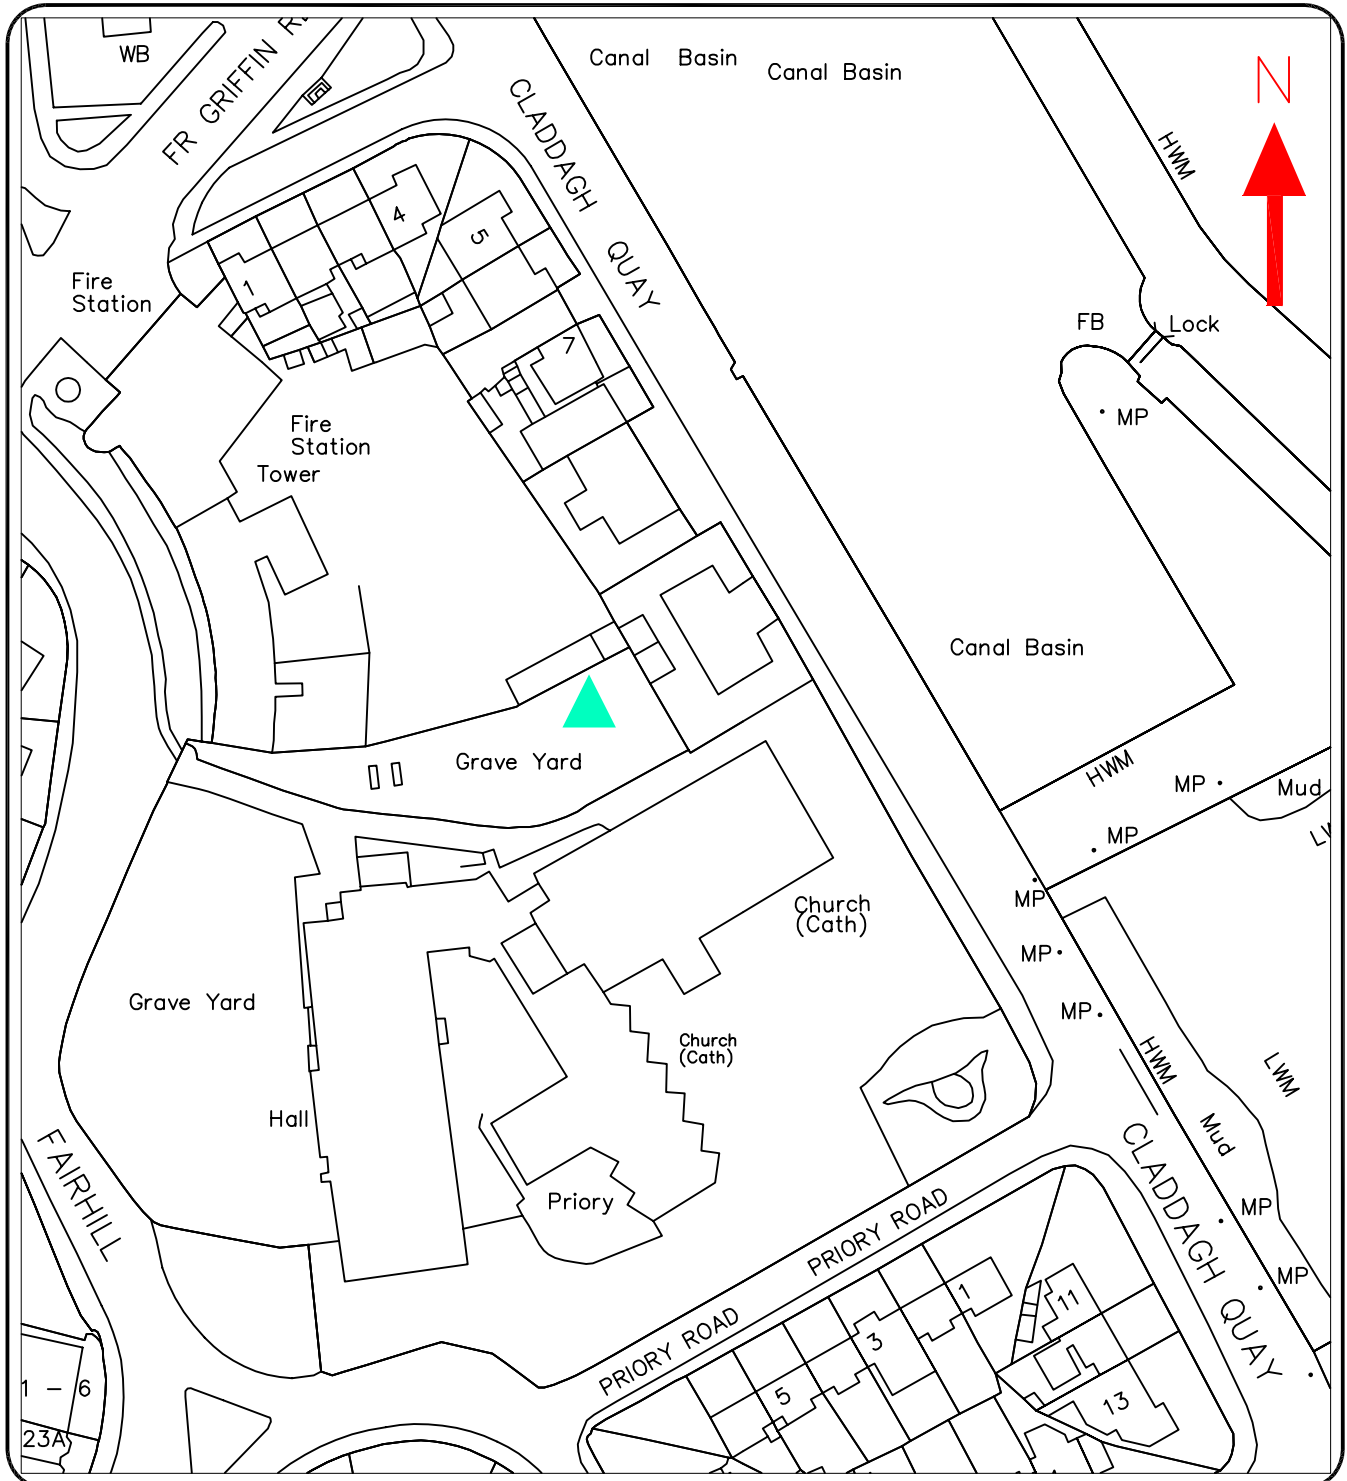 WB
FR GRIFFIN
Canal Basin
Canal Basin
N
CLADDAGH QUAY
HWM
4
5
1
7
Fire
Station
FB
Lock
MP
Fire
Station
Tower
Canal Basin
Grave Yard
HWM
MP
Mud
MP
MP
Church
(Cath)
MP
MP
Grave Yard
Church
(Cath)
HWM
LWM
Hall
Mud
FAIRHILL
CLADDAGH QUAY
Priory
MP
PRIORY ROAD
MP
1
11
PRIORY ROAD
3
5
13
1 - 6
23A